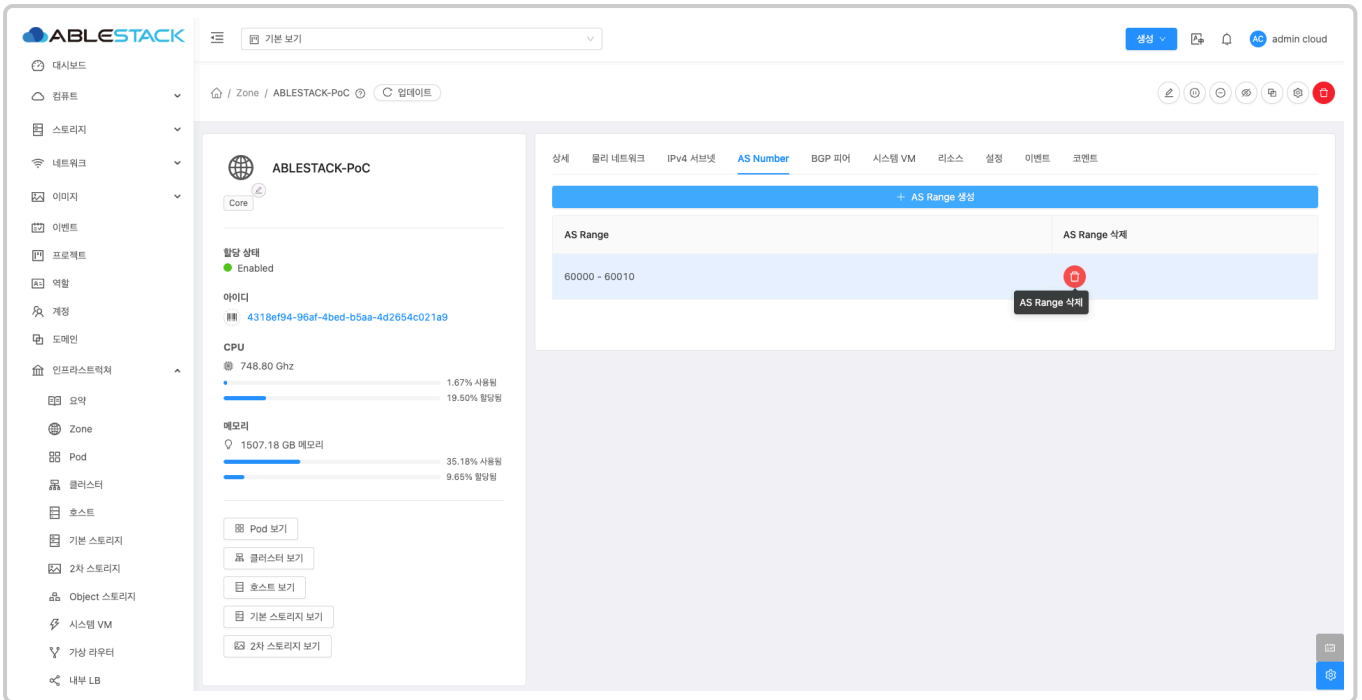 ABLESTACK
기본 보기
생성
AC
admin cloud
대시보드
컴퓨트
스토리지
네트워크
이미지
이벤트
프로젝트
역할
계정
도메인
인프라스트럭쳐
요약
Zone
Pod
클러스터
호스트
기본 스토리지
2차 스토리지
Object 스토리지
시스템 VM
가상 라우터
내부 LB
/ Zone / ABLESTACK-PoC
업데이트
ABLESTACK-PoC
Core
할당 상태
Enabled
아이디
4318ef94-96af-4bed-b5aa-4d2654c021a9
CPU
748.80 Ghz
1.67% 사용됨
19.50% 할당됨
메모리
1507.18 GB 메모리
35.18% 사용됨
9.65% 할당됨
Pod 보기
클러스터 보기
호스트 보기
기본 스토리지 보기
2차 스토리지 보기
상세 물리 네트워크 IPv4 서브넷 AS Number BGP 피어 시스템 VM 리소스 설정 이벤트 코멘트
+ AS Range 생성
AS Range AS Range 삭제
60000 - 60010
AS Range 삭제